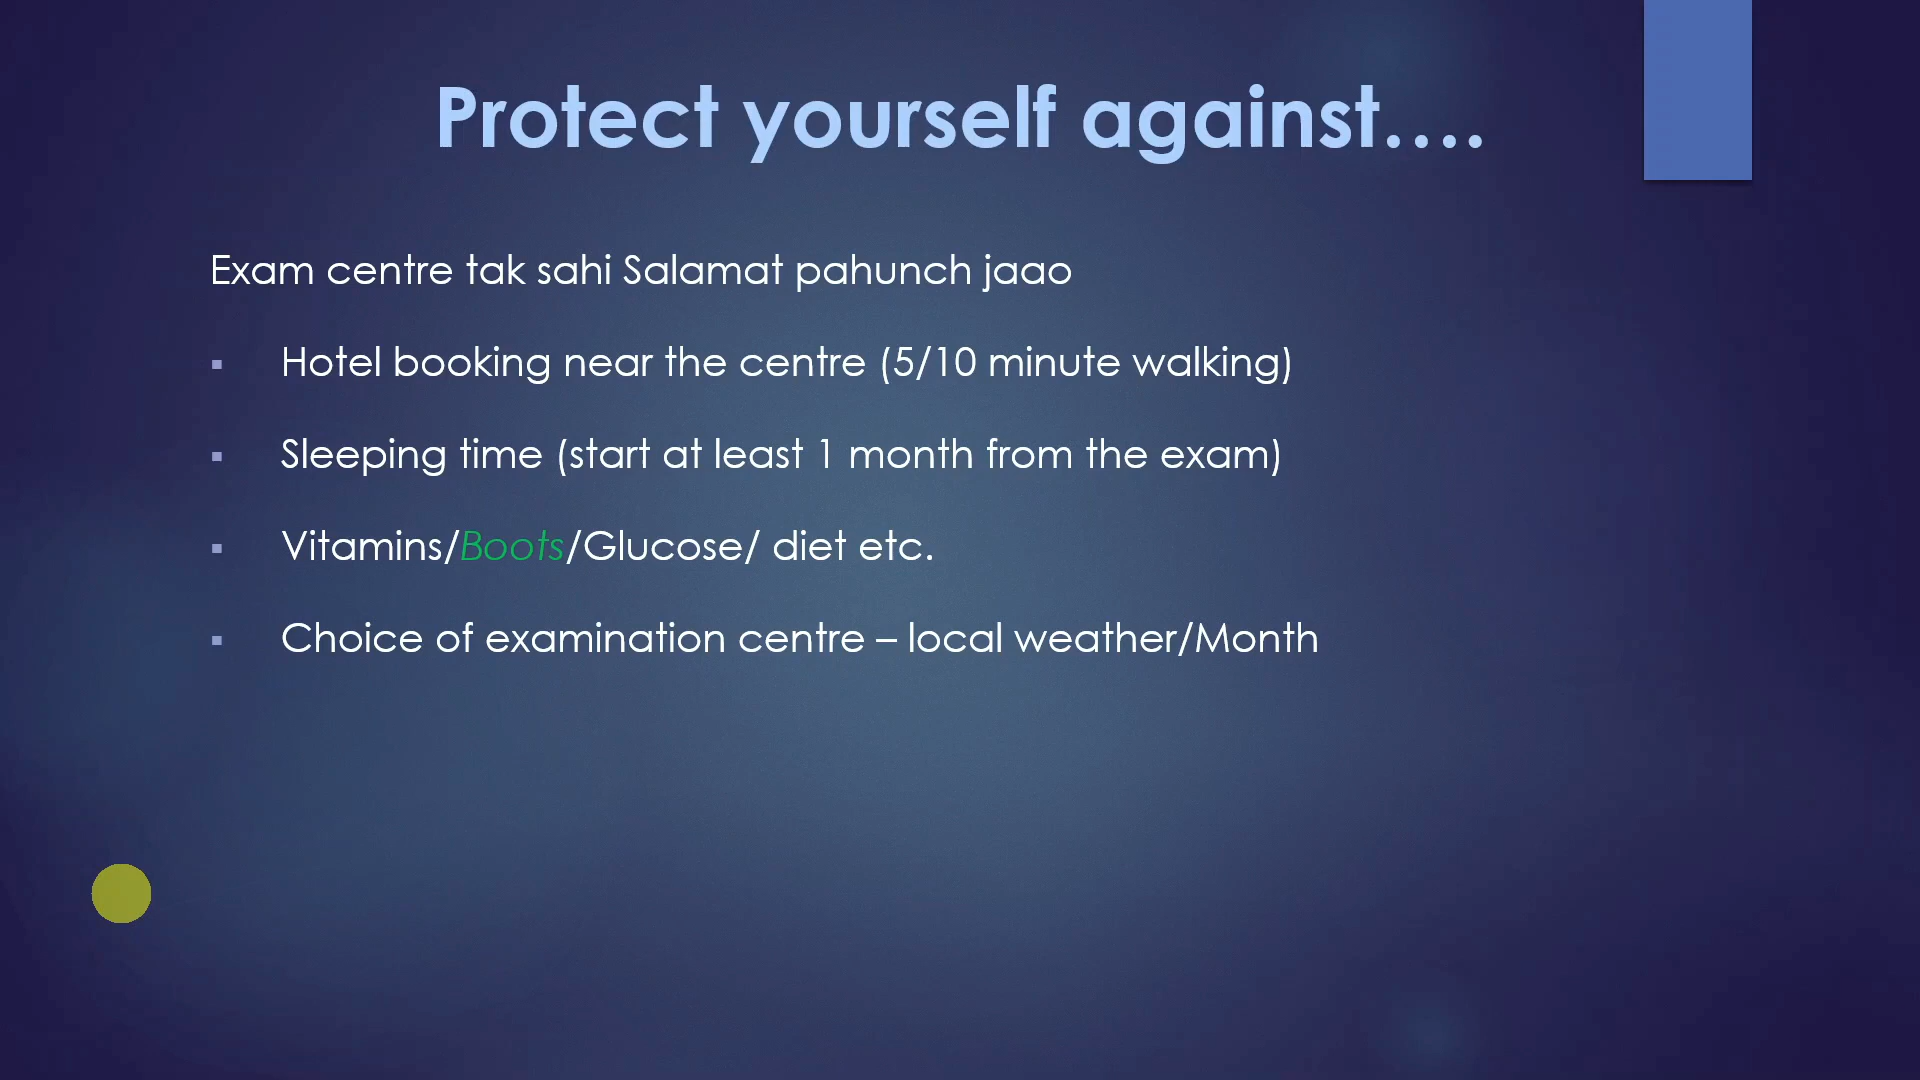 Protect yourself against....
Exam centre tak sahi Salamat pahunch jaao
▪ Hotel booking near the centre (5/10 minute walking)
▪ Sleeping time (start at least 1 month from the exam)
▪ Vitamins/Boots/Glucose/ diet etc.
▪ Choice of examination centre – local weather/Month